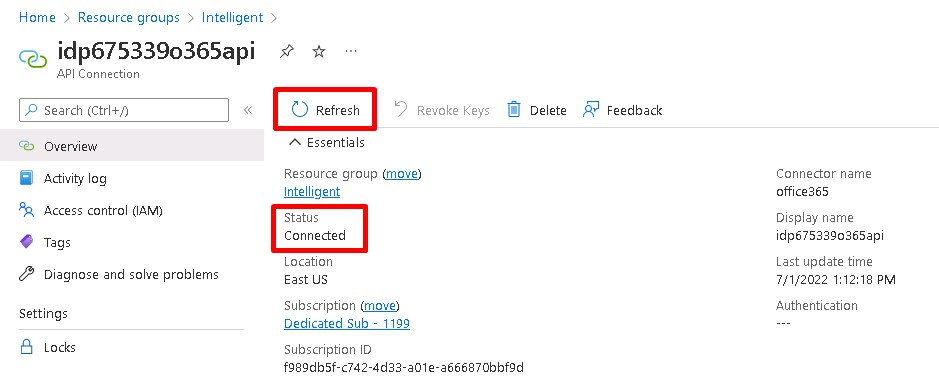 Home > Resource groups > Intelligent >
idp675339o365api
API Connection
Search (Ctrl+/)
«
Refresh
Revoke Keys
Delete
Feedback
Overview
Activity log
Access control (IAM)
Tags
Diagnose and solve problems
Settings
Locks
Essentials
Resource group (move)
Intelligent
Status
Connected
Location
East US
Subscription (move)
Dedicated Sub - 1199
Subscription ID
f989db5f-c742-4d33-a01e-a666870bbf9d
Connector name
office365
Display name
idp675339o365api
Last update time
7/1/2022 1:12:18 PM
Authentication
---